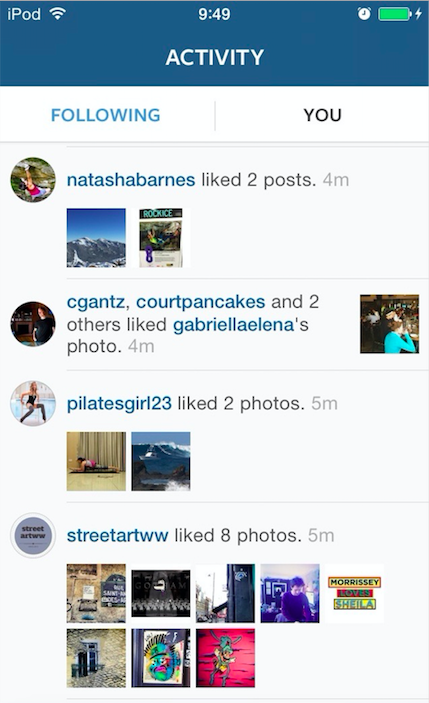 iPod 9:49
ACTIVITY
FOLLOWING YOU
natashabarnes liked 2 posts. 4m
ROCKICE
cgantz, courtpancakes and 2
others liked gabriellaelena's
photo. 4m
pilatesgirl23 liked 2 photos. 5m
street
artww
streetartww liked 8 photos. 5m
MORRISSEY
LOVES
SHEILA